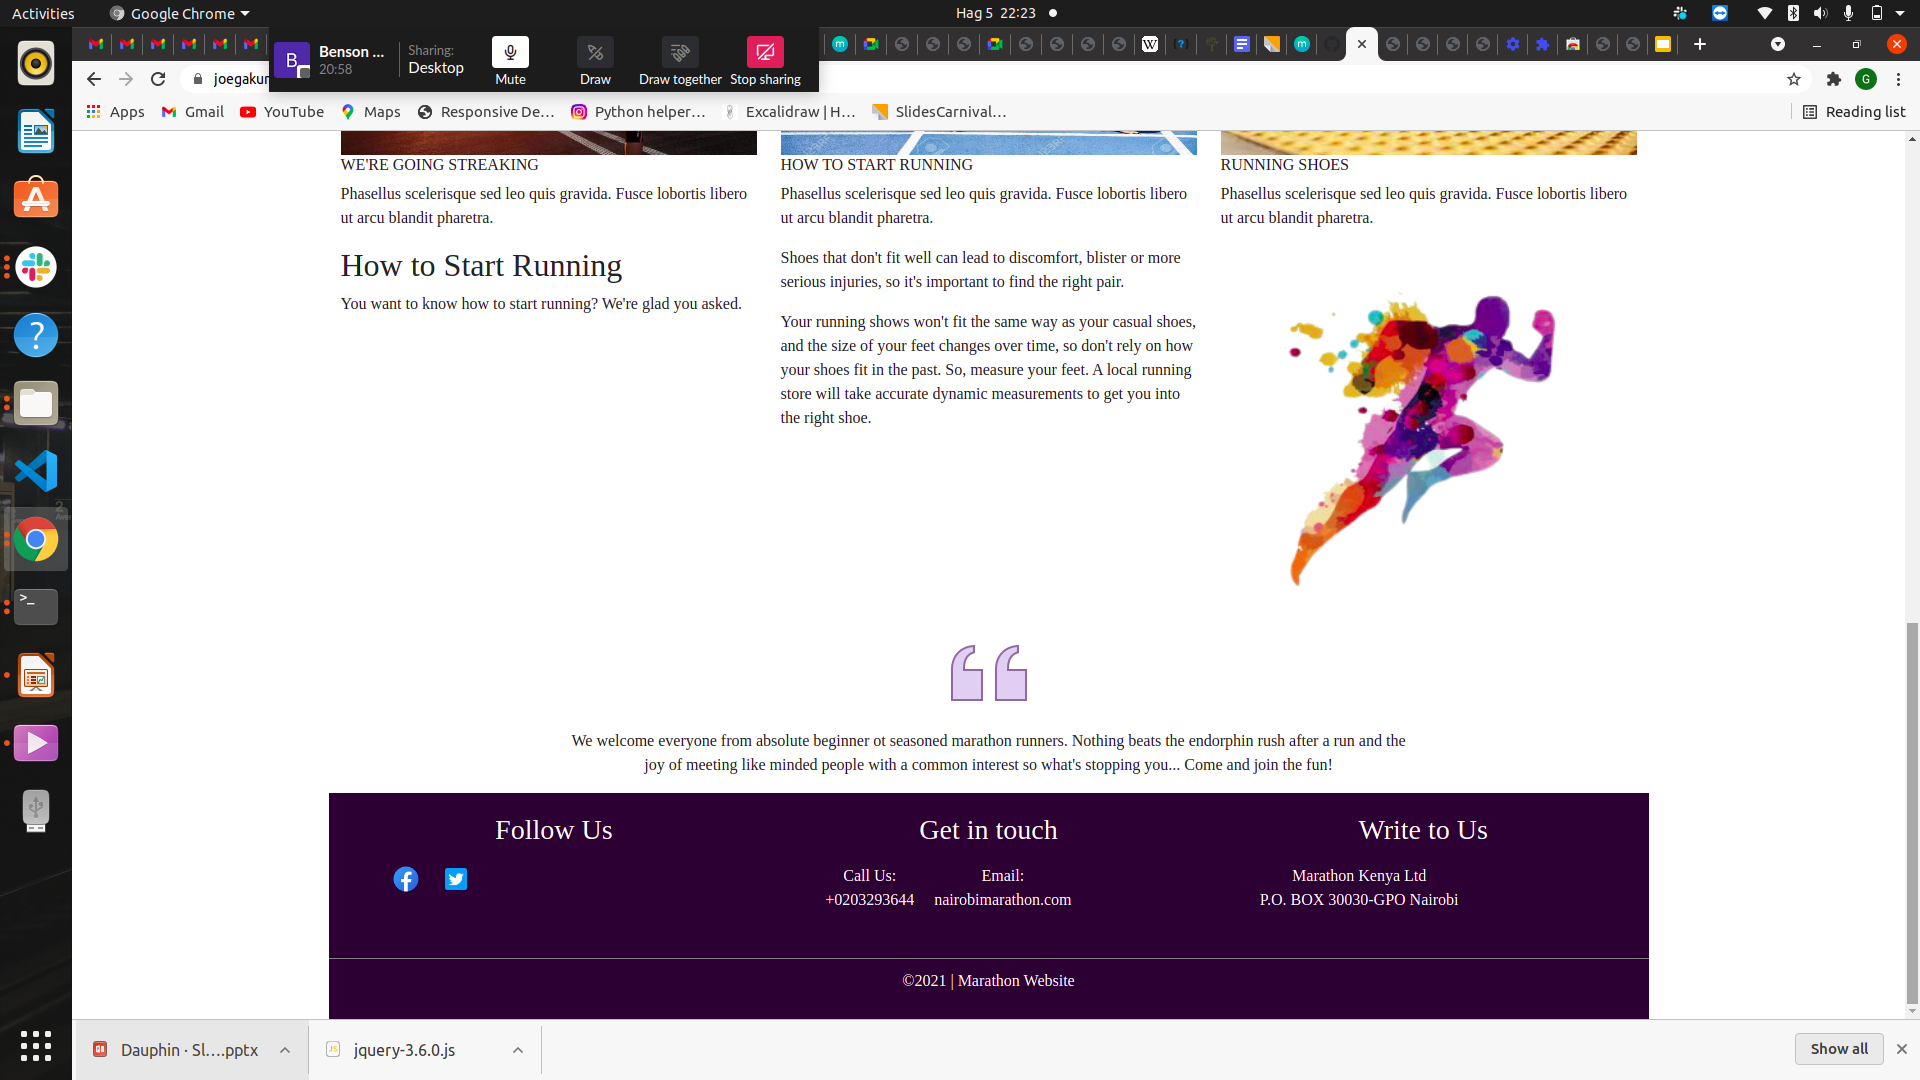 Activities
Google Chrome
Hag 5 22:23
Benson ...
20:58
Sharing:
Desktop
Mute
Draw
Draw together
Stop sharing
joegakur
G
Apps
Gmail
YouTube
Maps
Responsive De...
Python helper...
Excalidraw | H...
SlidesCarnival...
Reading list
WE'RE GOING STREAKING
Phasellus scelerisque sed leo quis gravida. Fusce lobortis libero
ut arcu blandit pharetra.
How to Start Running
You want to know how to start running? We're glad you asked.
HOW TO START RUNNING
Phasellus scelerisque sed leo quis gravida. Fusce lobortis libero
ut arcu blandit pharetra.
Shoes that don't fit well can lead to discomfort, blister or more
serious injuries, so it's important to find the right pair.
Your running shows won't fit the same way as your casual shoes,
and the size of your feet changes over time, so don't rely on how
your shoes fit in the past. So, measure your feet. A local running
store will take accurate dynamic measurements to get you into
the right shoe.
RUNNING SHOES
Phasellus scelerisque sed leo quis gravida. Fusce lobortis libero
ut arcu blandit pharetra.
We welcome everyone from absolute beginner ot seasoned marathon runners. Nothing beats the endorphin rush after a run and the
joy of meeting like minded people with a common interest so what's stopping you... Come and join the fun!
Follow Us
Get in touch
Call Us:
+0203293644
Email:
nairobimarathon.com
Write to Us
Marathon Kenya Ltd
P.O. BOX 30030-GPO Nairobi
©2021 | Marathon Website
Dauphin · Sl....pptx
jquery-3.6.0.js
Show all